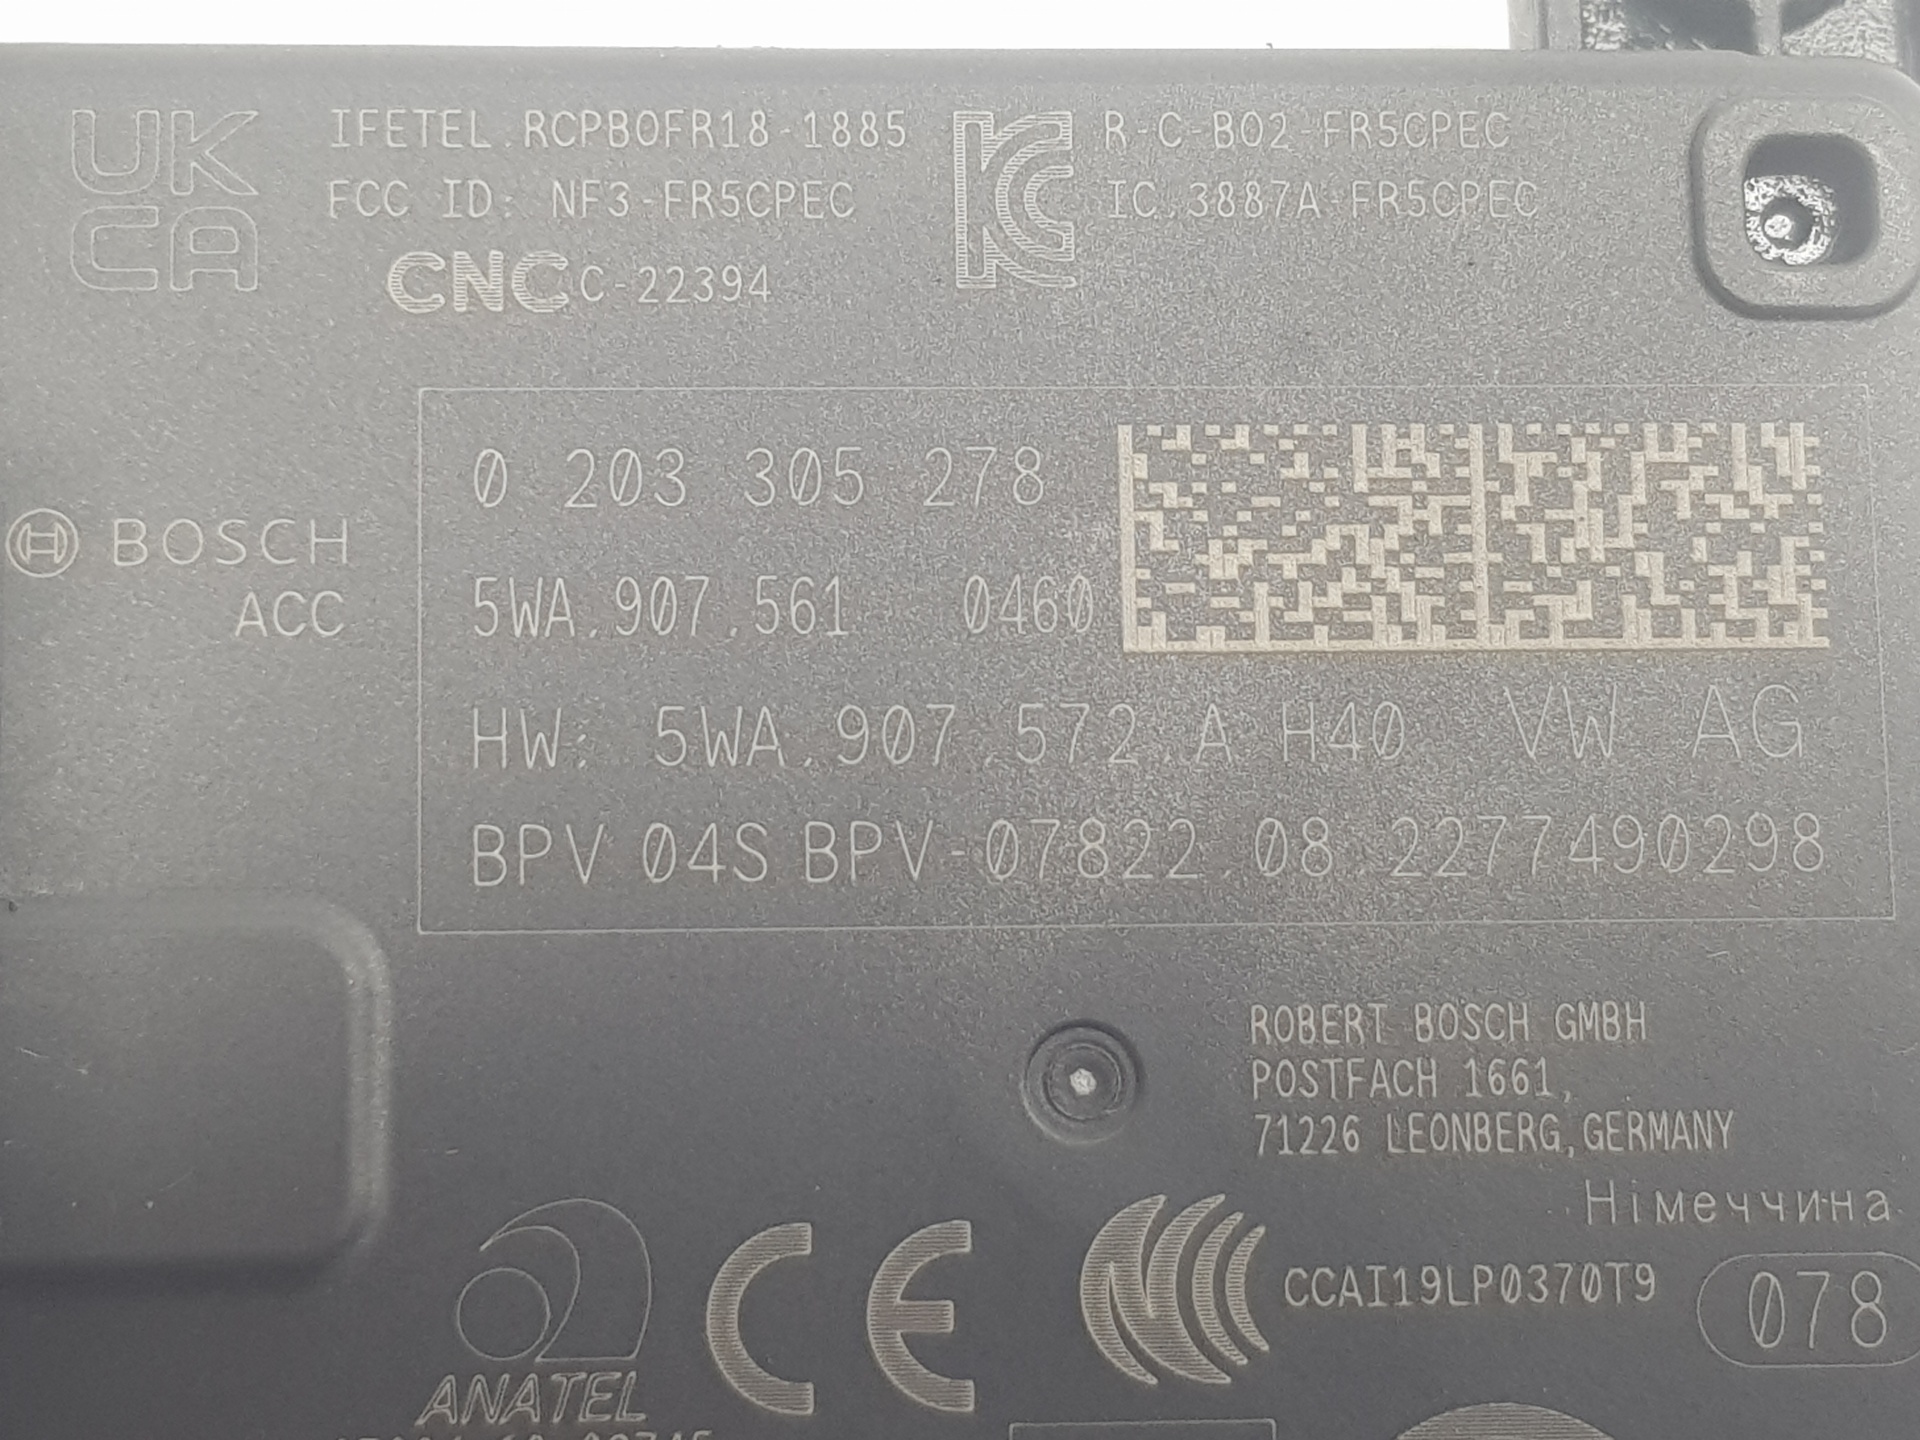 UK
CA
IFETEL.RCPBOFR18-1885
FCC ID: NF3-FR5CPEC
CNC C-22394
R-C-B02-FR5CPEC
IC.3887A FR5CPEC
BOSCH
ACC
0 203 305 278
5WA.907.561 0460
HW: 5WA.907.572.A H40 VW AG
BPV 04S BPV-07822.08.2277490298
ROBERT BOSCH GMBH
POSTFACH 1661,
71226 LEONBERG,GERMANY
Німеччина
ANATEL
CE
CCAI19LP0370T9
078